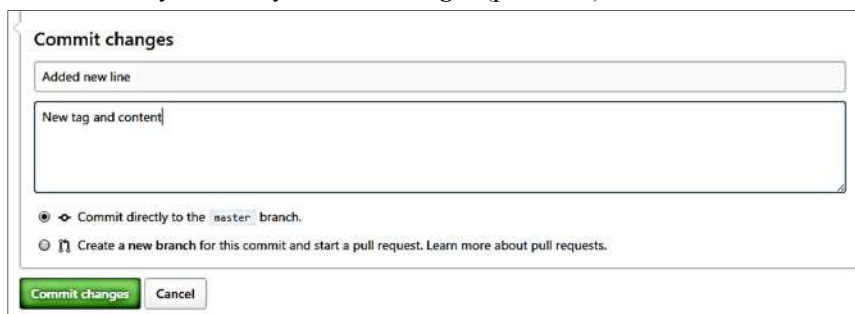 Commit changes
Added new line
New tag and content
Commit directly to the master branch.
Create a new branch for this commit and start a pull request. Learn more about pull requests.
Commit changes Cancel